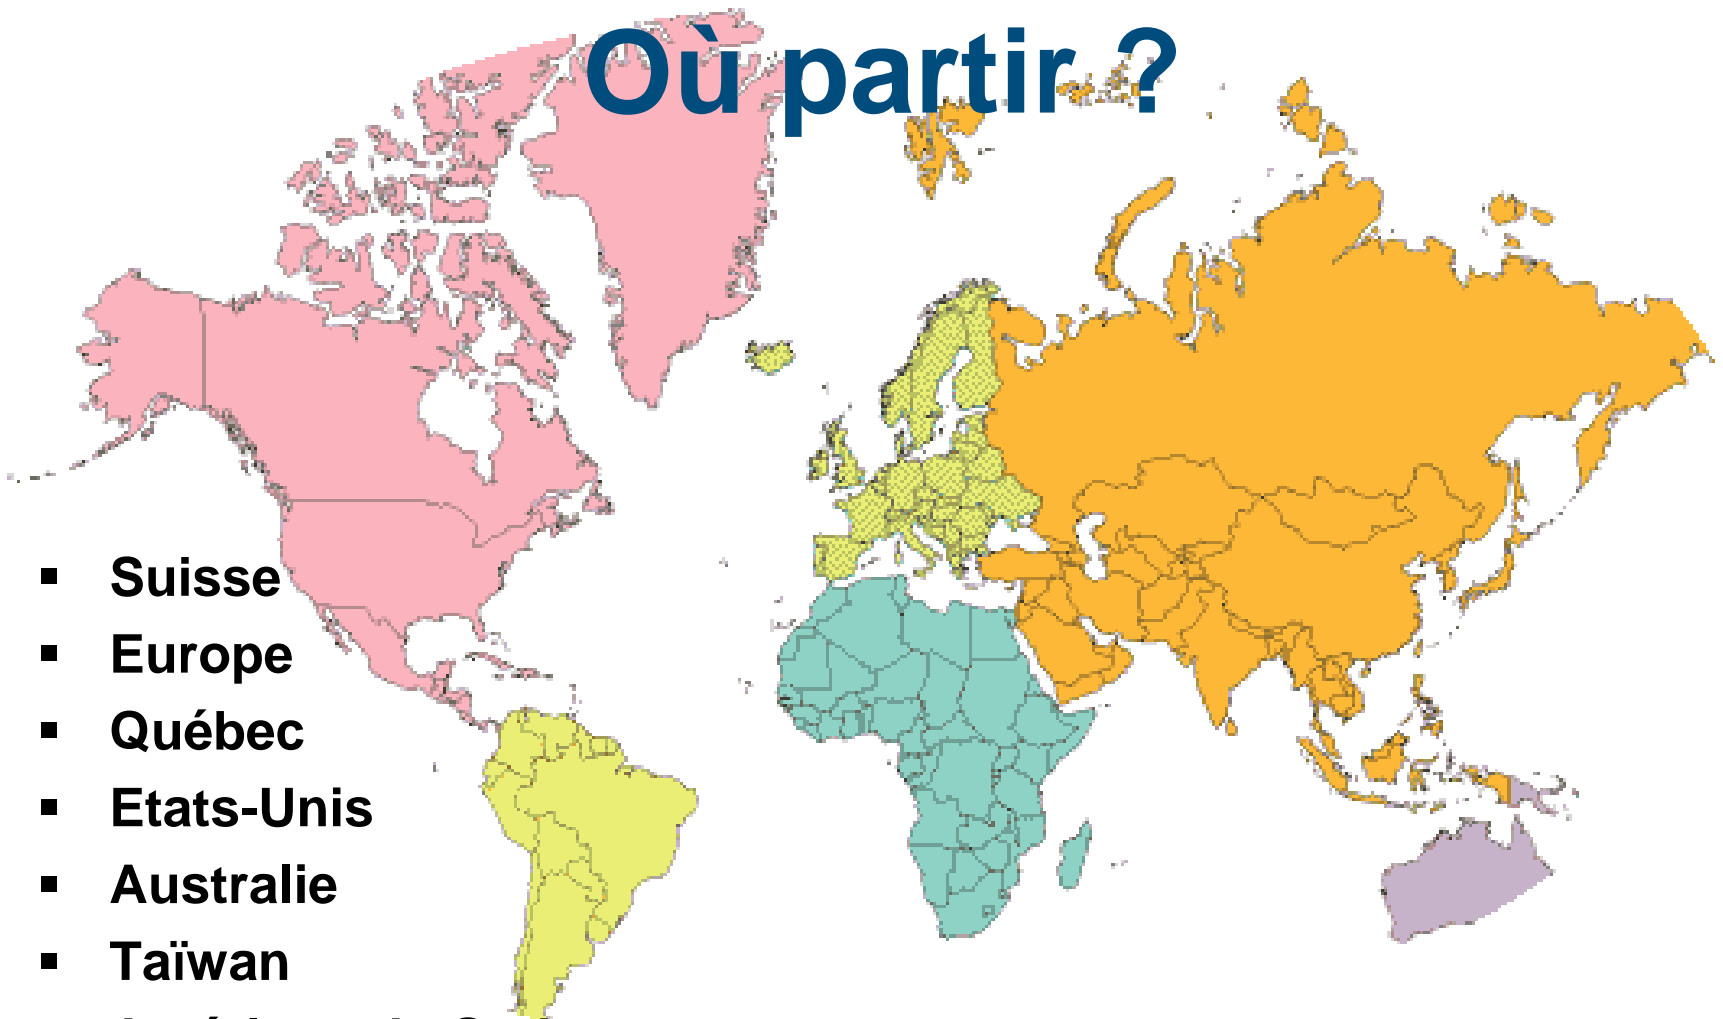 Où partir ?
▪ Suisse
▪ Europe
▪ Québec
▪ Etats-Unis
▪ Australie
▪ Taïwan